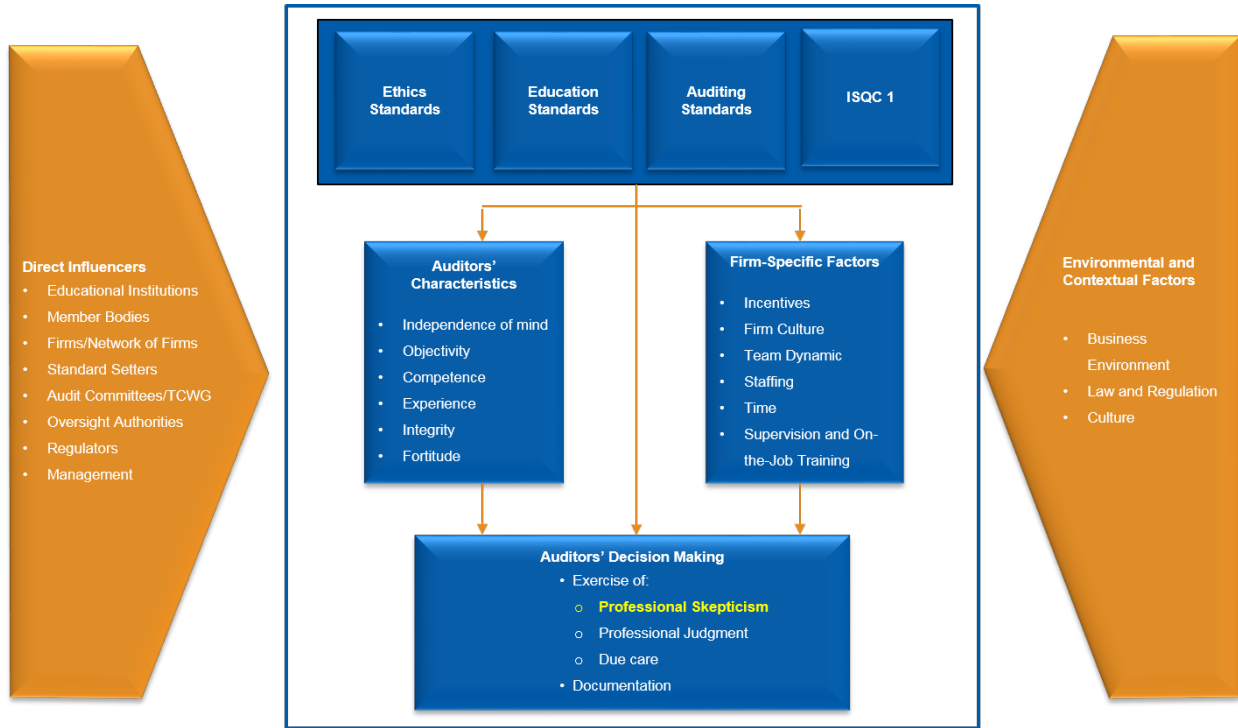 Ethics
Standards
Education
Standards
Auditing
Standards
ISQC 1
Direct Influencers
• Educational Institutions
• Member Bodies
• Firms/Network of Firms
• Standard Setters
• Audit Committees/TCWG
• Oversight Authorities
• Regulators
• Management
Auditors’
Characteristics
• Independence of mind
• Objectivity
• Competence
• Experience
• Integrity
• Fortitude
Firm-Specific Factors
• Incentives
• Firm Culture
• Team Dynamic
• Staffing
• Time
• Supervision and On-
the-Job Training
Environmental and
Contextual Factors
• Business
Environment
• Law and Regulation
• Culture
Auditors’ Decision Making
• Exercise of:
o Professional Skepticism
o Professional Judgment
o Due care
• Documentation